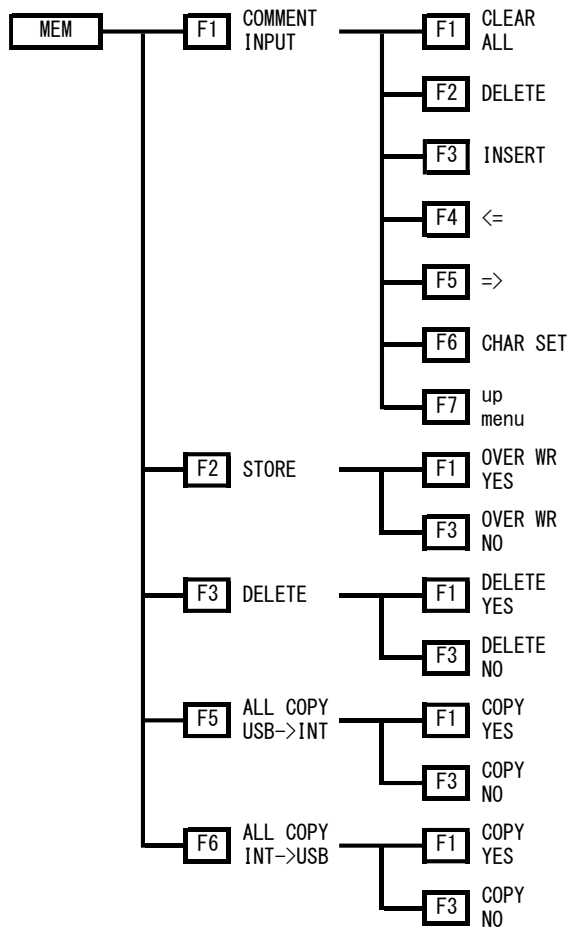 MEM
F1 COMMENT
INPUT
F1 CLEAR
ALL
F2 DELETE
F3 INSERT
F4 <=
F5 =>
F6 CHAR SET
F7 up
menu
F2 STORE
F1 OVER WR
YES
F3 OVER WR
NO
F3 DELETE
F1 DELETE
YES
F3 DELETE
NO
F5 ALL COPY
USB->INT
F1 COPY
YES
F3 COPY
NO
F6 ALL COPY
INT->USB
F1 COPY
YES
F3 COPY
NO